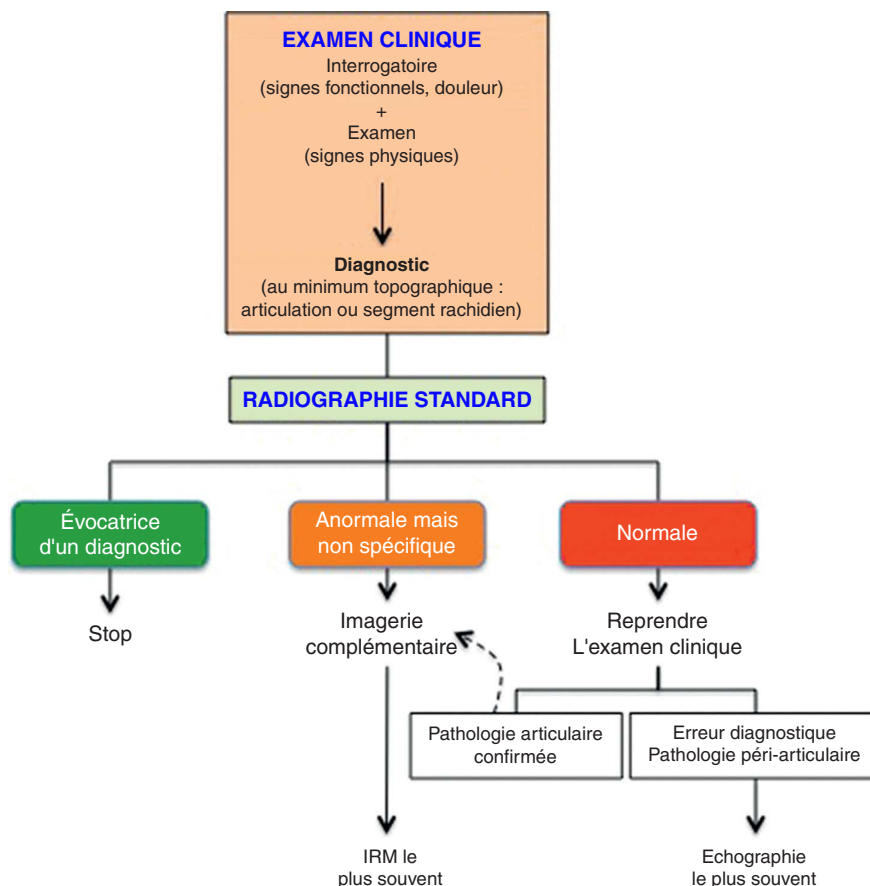 EXAMEN CLINIQUE
Interrogatoire
(signes fonctionnels, douleur)
+
Examen
(signes physiques)
Diagnostic
(au minimum topographique :
articulation ou segment rachidien)
RADIOGRAPHIE STANDARD
Évocatrice
d'un diagnostic
Anormale mais
non spécifique
Normale
Stop
Imagerie
complémentaire
Reprendre
L'examen clinique
Pathologie articulaire
confirmée
Erreur diagnostique
Pathologie péri-articulaire
IRM le
plus souvent
Echographie
le plus souvent